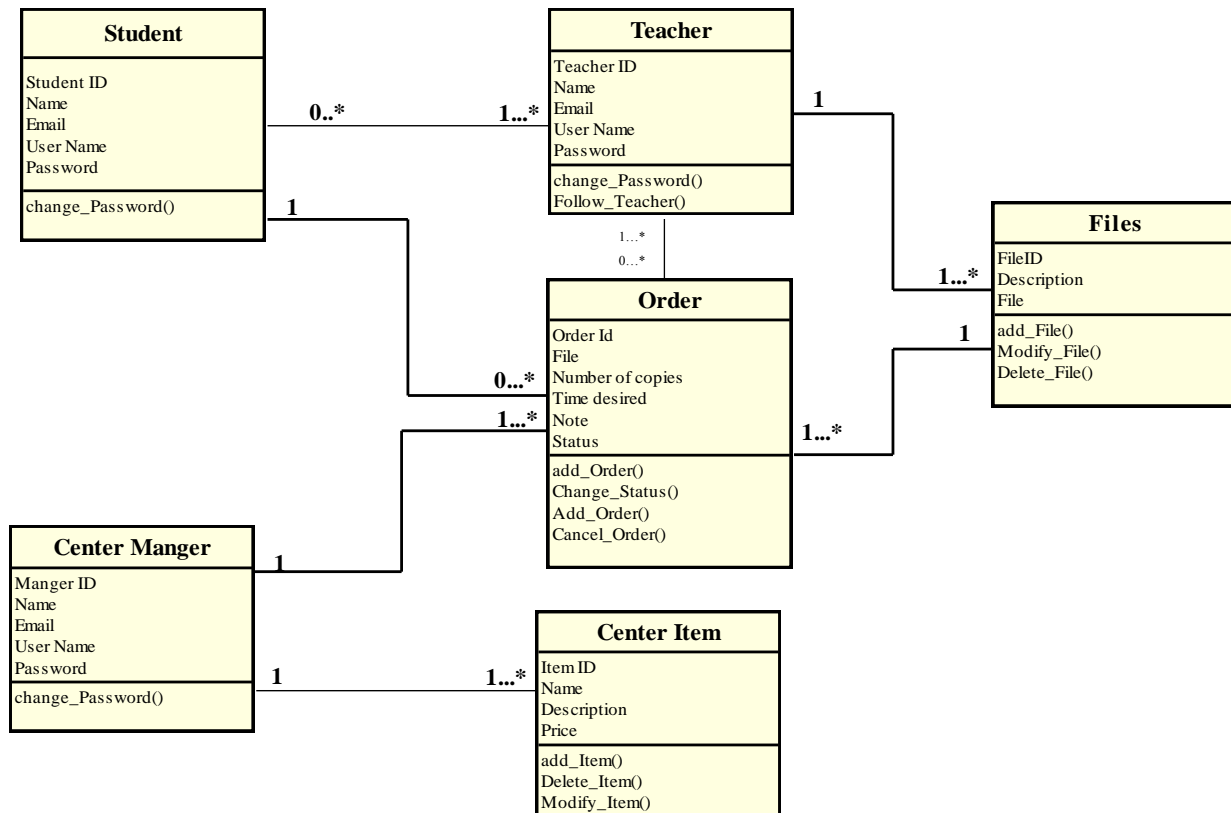 Student
Student ID
Name
Email
User Name
Password
change_Password()
0..*
1...*
Teacher
Teacher ID
Name
Email
User Name
Password
change_Password()
Follow_Teacher()
1
1...*
Files
FileID
Description
File
add_File()
Modify_File()
Delete_File()
1
1...*
1
0...*
1...*
0...*
Order
Order Id
File
Number of copies
Time desired
Note
Status
add_Order()
Change_Status()
Add_Order()
Cancel_Order()
1...*
1
Center Manger
Manger ID
Name
Email
User Name
Password
change_Password()
1
1...*
Center Item
Item ID
Name
Description
Price
add_Item()
Delete_Item()
Modify_Item()